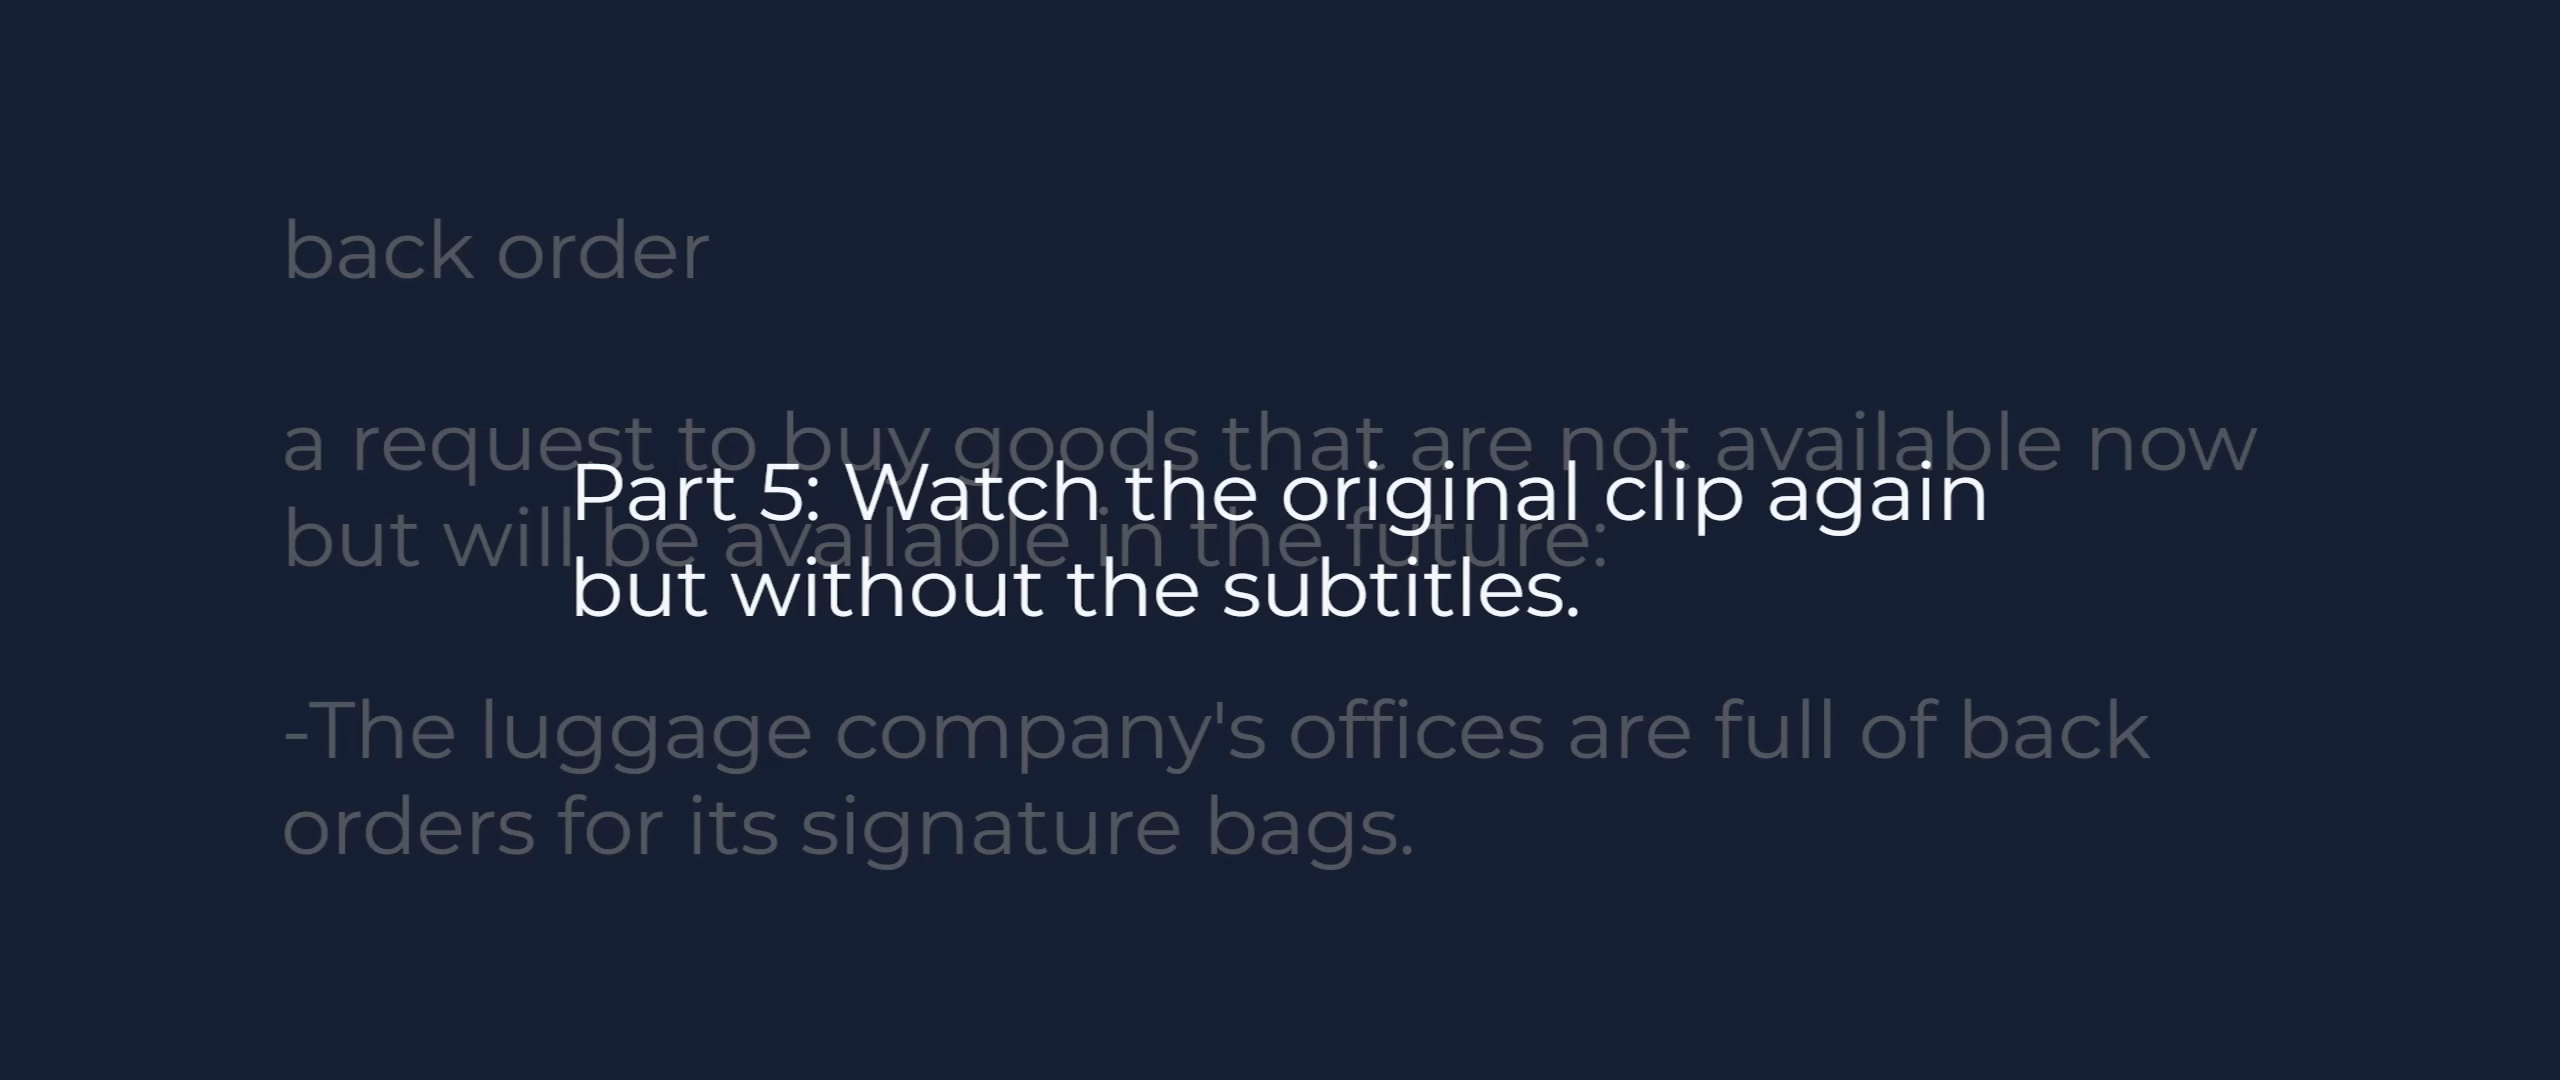 back order
a request to buy goods that are not available now
Part 5: Watch the original clip again
but will be available in the future:
but without the subtitles.
-The luggage company's offices are full of back
orders for its signature bags.